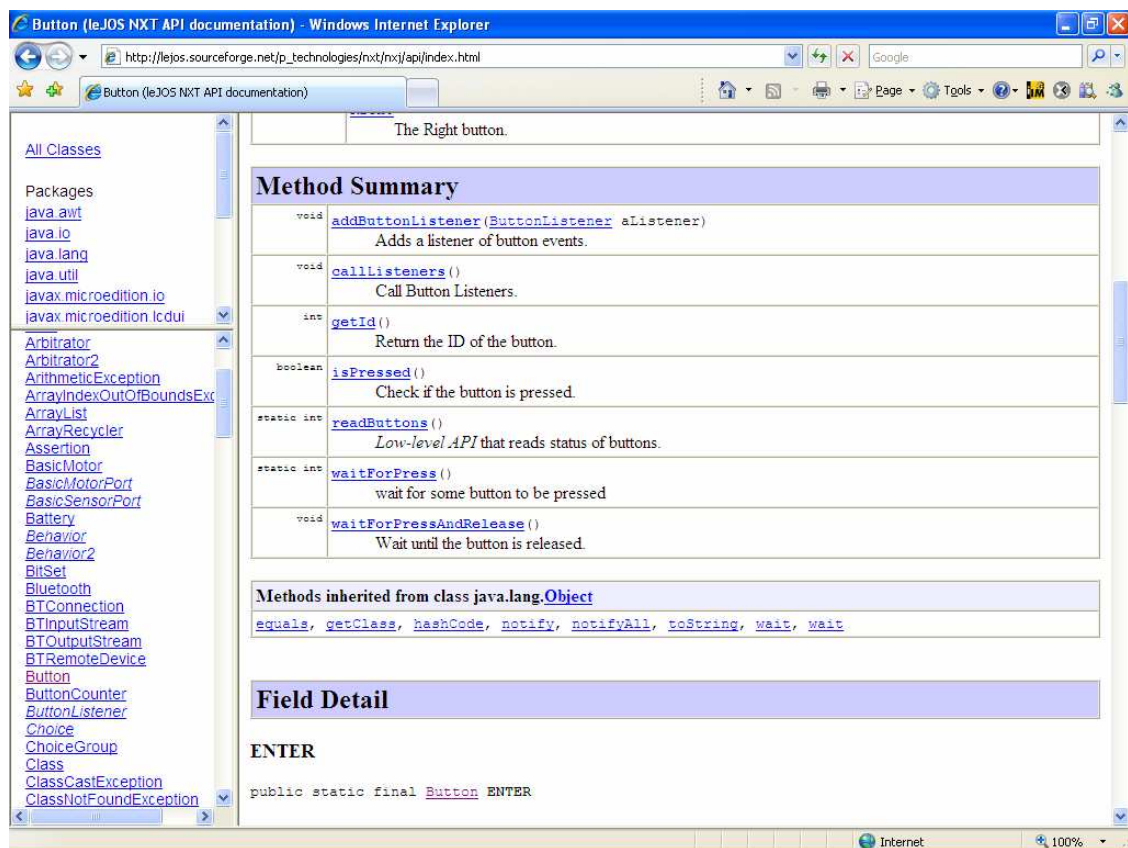 Button (leJOS NXT API documentation) - Windows Internet Explorer
http://lejos.sourceforge.net/p_technologies/nxt/nxj/api/index.html
Google
Button (leJOS NXT API documentation)
Page
Tools
All Classes
Packages
java.awt
java.io
java.lang
java.util
javax.microedition.io
javax.microedition.lcdui
Arbitrator
Arbitrator2
ArithmeticException
ArrayIndexOutOfBoundsExc
ArrayList
ArrayRecycler
Assertion
BasicMotor
BasicMotorPort
BasicSensorPort
Battery
Behavior
Behavior2
BitSet
Bluetooth
BTConnection
BTInputStream
BTOutputStream
BTRemoteDevice
Button
ButtonCounter
ButtonListener
Choice
ChoiceGroup
Class
ClassCastException
ClassNotFoundException
The Right button.
Method Summary
void addButtonListener(ButtonListener aListener)
Adds a listener of button events.
void callListeners()
Call Button Listeners.
int getId()
Return the ID of the button.
boolean isPressed()
Check if the button is pressed.
static int readButtons()
Low-level API that reads status of buttons.
static int waitForPress()
wait for some button to be pressed
void waitForPressAndRelease()
Wait until the button is released.
Methods inherited from class java.lang.Object
equals, getClass, hashCode, notify, notifyAll, toString, wait, wait
Field Detail
ENTER
public static final Button ENTER
Internet
100%